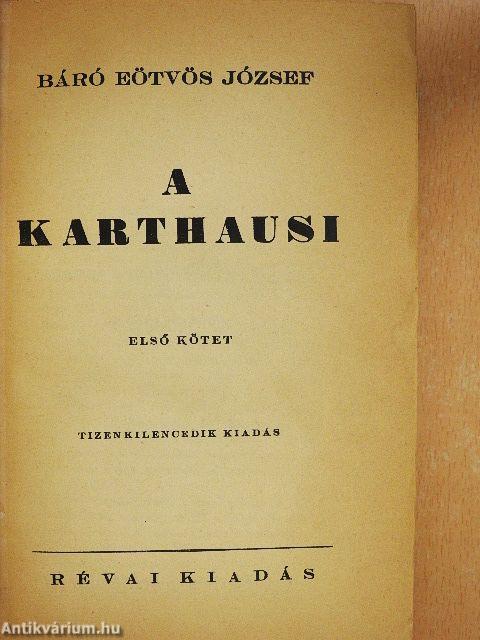 BÁRÓ EÖTVÖS JÓZSEF
A
KARTHAUSI
ELSŐ KÖTET
TIZENKILENCEDIK KIADÁS
RÉVAI KIADÁS
Antikvárium.hu